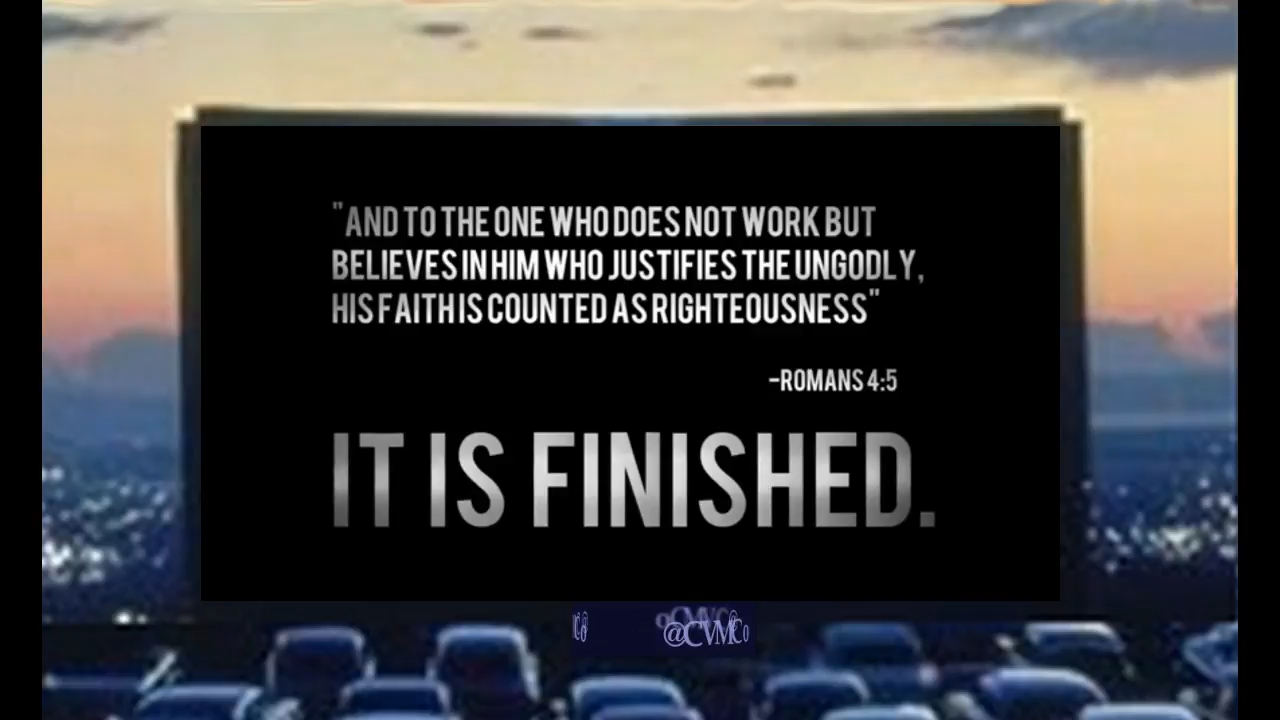 "AND TO THE ONE WHO DOES NOT WORK BUT
BELIEVES IN HIM WHO JUSTIFIES THE UNGODLY,
HIS FAITH IS COUNTED AS RIGHTEOUSNESS"
-ROMANS 4:5
IT IS FINISHED.
@CVMCo